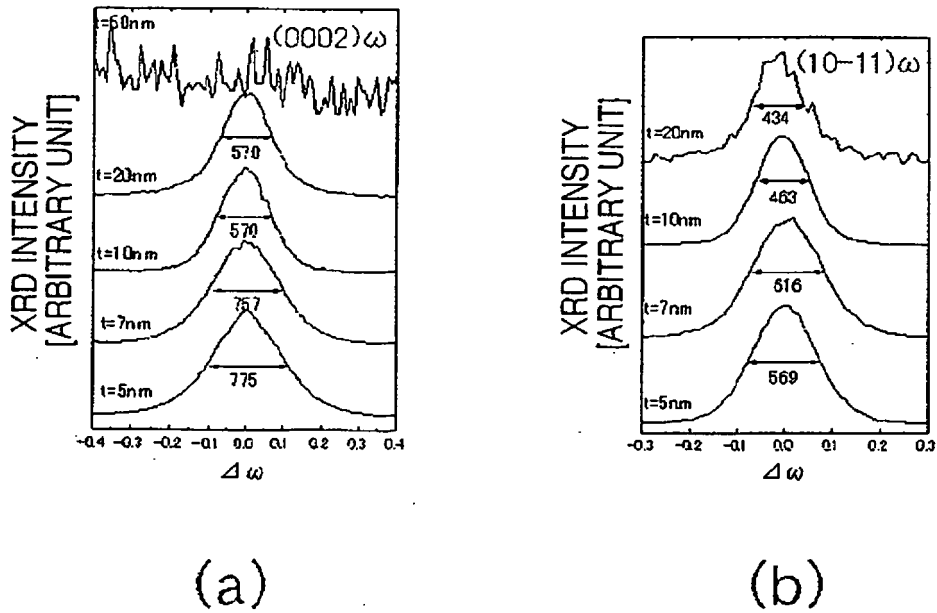 t=50nm
(0002)ω
XRD INTENSITY
[ARBITRARY UNIT]
570
t=20nm
570
t=10nm
757
t=7nm
775
t=5nm
-0.4 -0.3 -0.2 -0.1 0.0 0.1 0.2 0.3 0.4
Δω
(a)
(10-11)ω
XRD INTENSITY
[ARBITRARY UNIT]
434
t=20nm
463
t=10nm
616
t=7nm
569
t=5nm
-0.3 -0.2 -0.1 0.0 0.1 0.2 0.3
Δω
(b)